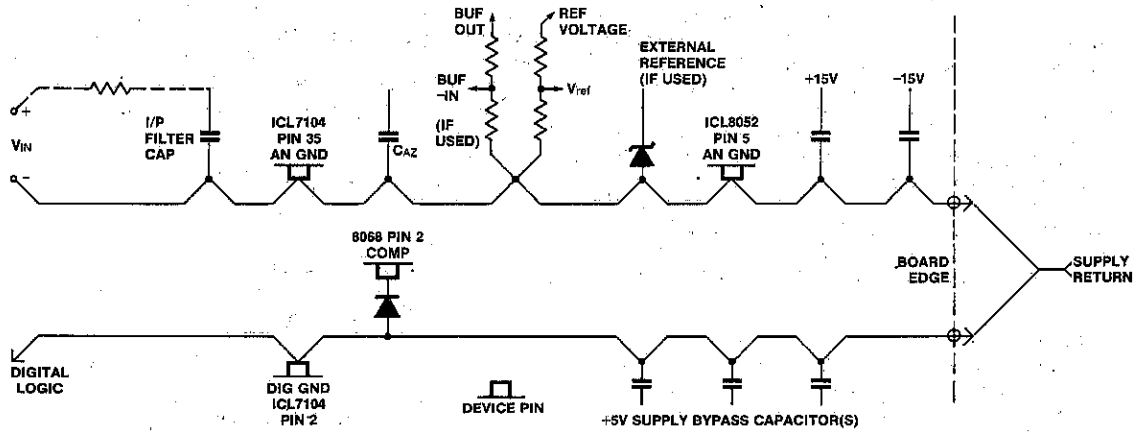 BUF
OUT
REF
VOLTAGE
EXTERNAL
REFERENCE
(IF USED)
+15V
-15V
BUF
-IN
Vref
+
VIN
-
I/P
FILTER
CAP
ICL7104
PIN 35
AN GND
CAZ
(IF
USED)
ICL8052
PIN 5
AN GND
8068 PIN 2
COMP
BOARD
EDGE
SUPPLY
RETURN
DIGITAL
LOGIC
DIG GND
ICL7104
PIN 2
DEVICE PIN
+5V SUPPLY BYPASS CAPACITOR(S)